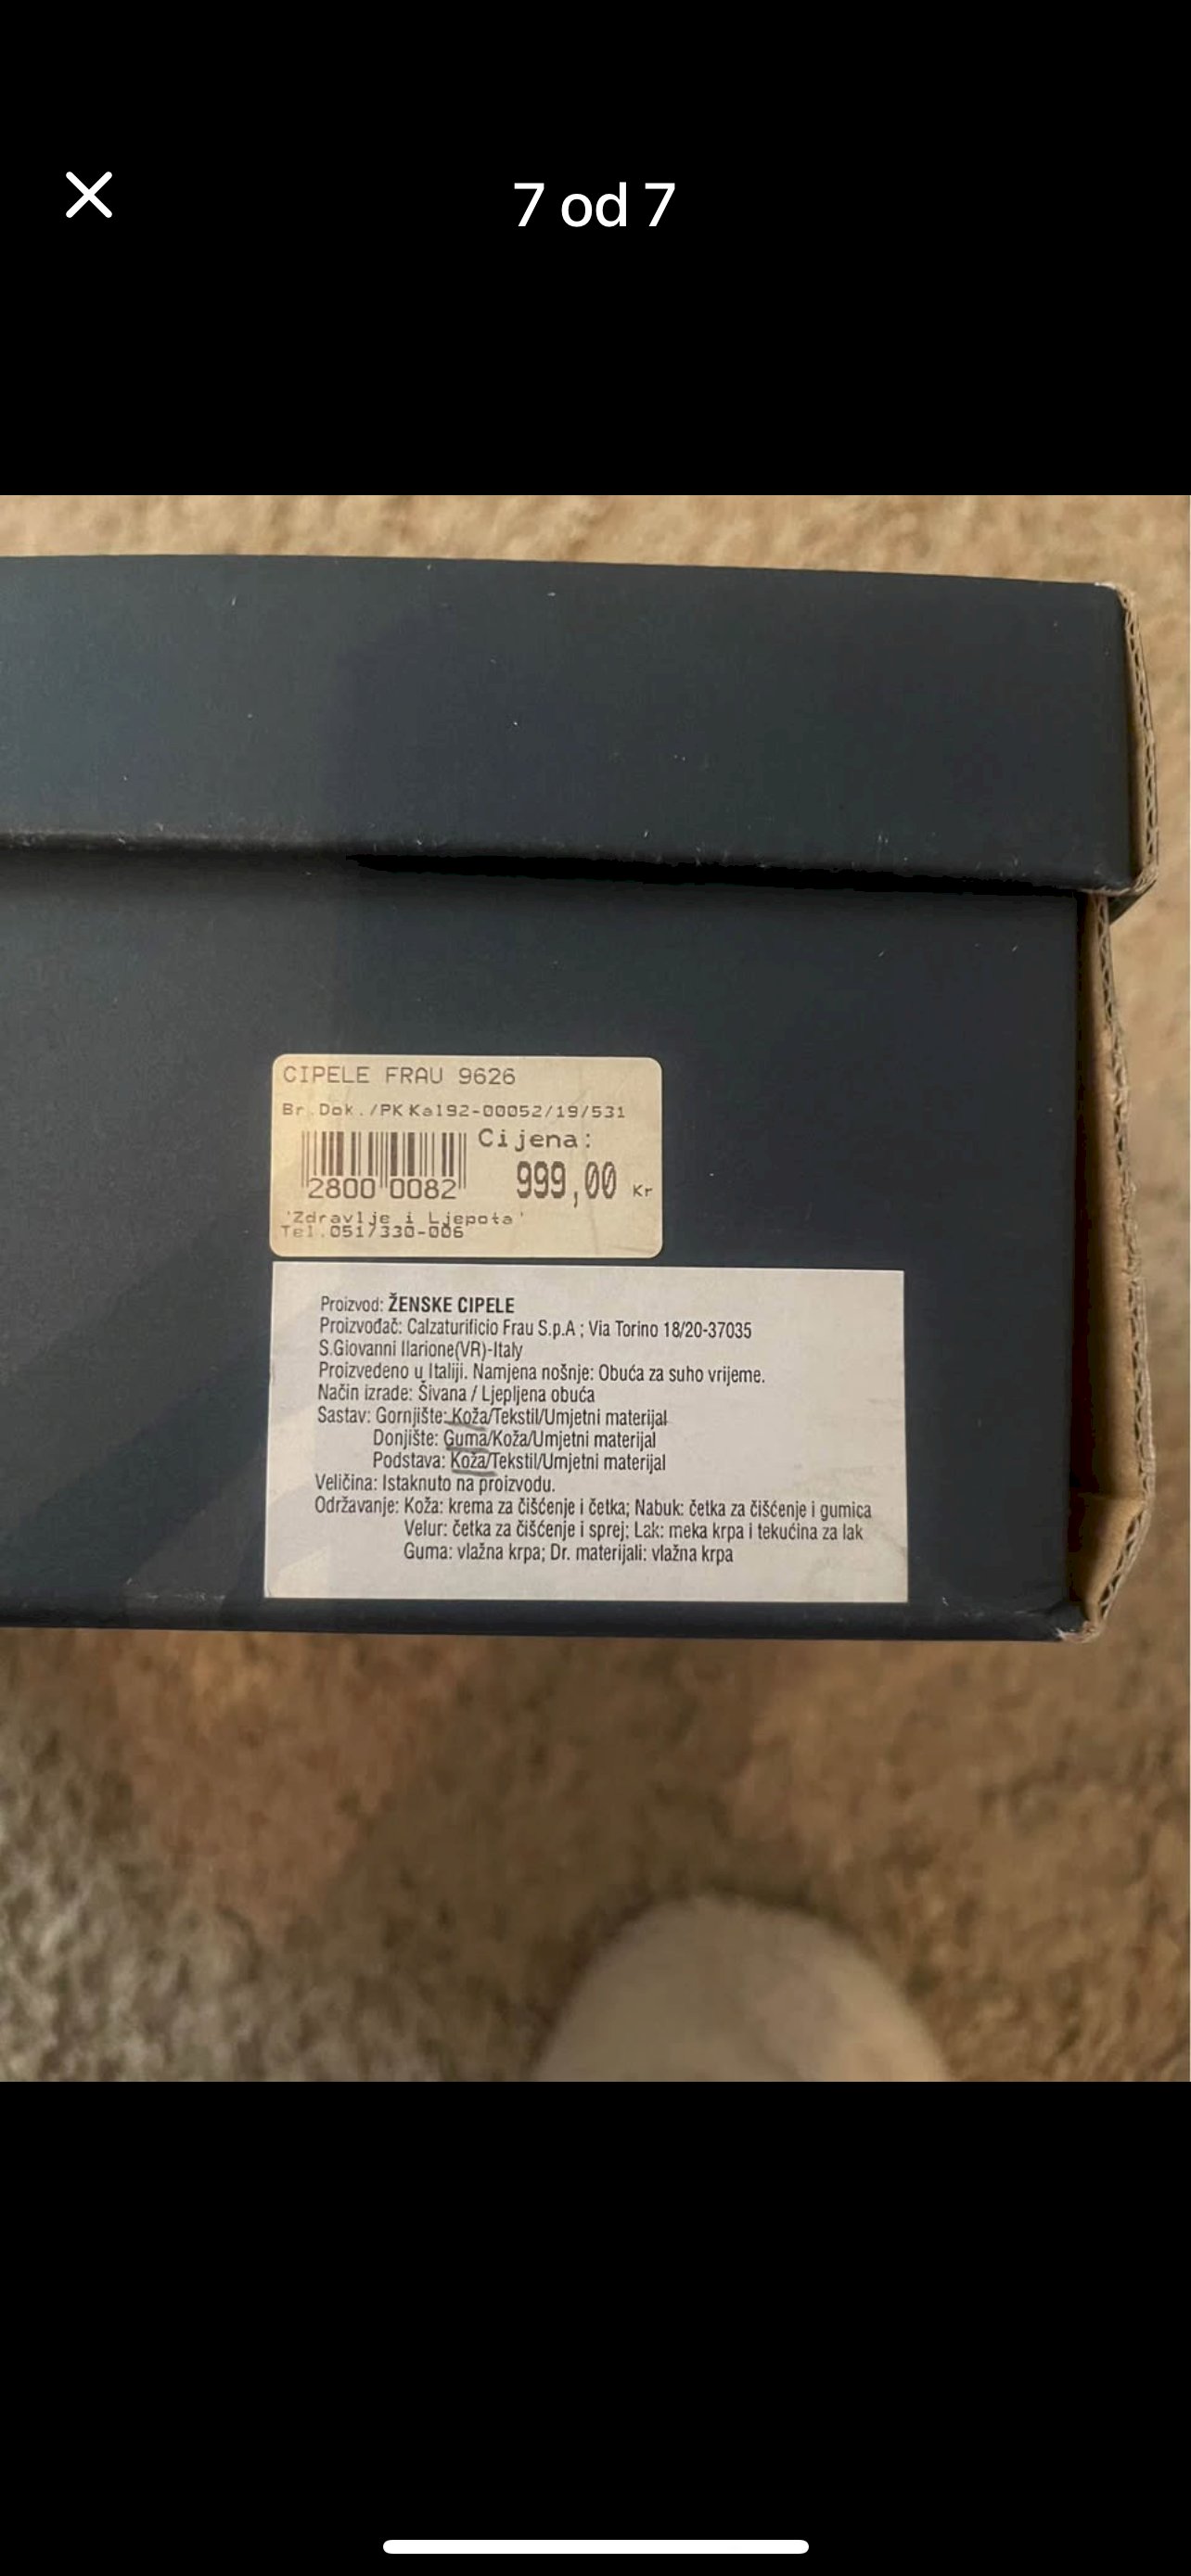 7 od 7
CIPELE FRAU 9626
Br.Dok./PK Kal92-00052/19/531
Cijena:
2800 0082
999,00 Kr
'Zdravlje i Ljepota'
Tel.051/330-006
Proizvod: ŽENSKE CIPELE
Proizvođač: Calzaturificio Frau S.p.A ; Via Torino 18/20-37035
S.Giovanni Ilarione(VR)-Italy
Proizvedeno u Italiji. Namjena nošnje: Obuća za suho vrijeme.
Način izrade: Šivana / Ljepljena obuća
Sastav: Gornjište: Koža/Tekstil/Umjetni materijal
Donjište: Guma/Koža/Umjetni materijal
Podstava: Koža/Tekstil/Umjetni materijal
Veličina: Istaknuto na proizvodu.
Održavanje: Koža: krema za čišćenje i četka; Nabuk: četka za čišćenje i gumica
Velur: četka za čišćenje i sprej; Lak: meka krpa i tekućina za lak
Guma: vlažna krpa; Dr. materijali: vlažna krpa